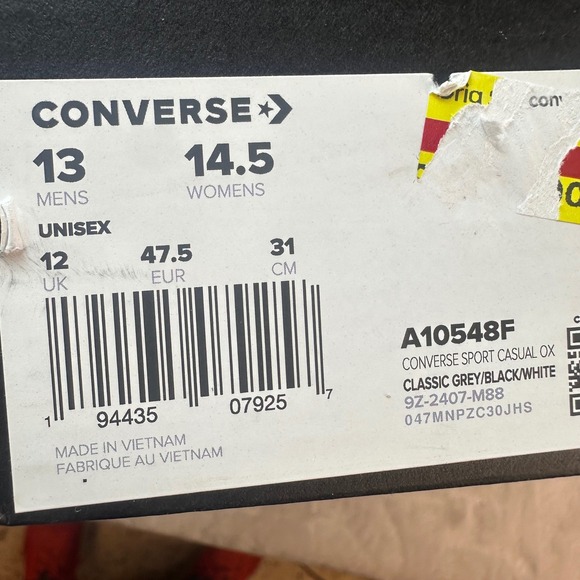 CONVERSE
13 14.5
MENS WOMENS
UNISEX
12 47.5 31
UK EUR CM
1 94435 07925 7
A10548F
CONVERSE SPORT CASUAL OX
CLASSIC GREY/BLACK/WHITE
9Z-2407-M88
047MNPZC30JHS
MADE IN VIETNAM
FABRIQUE AU VIETNAM